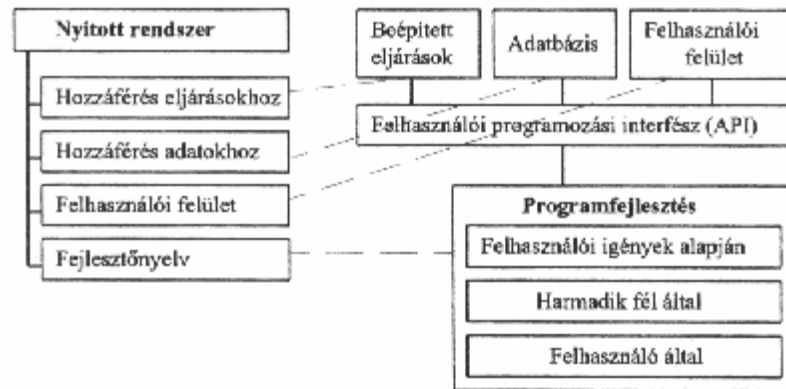 Nyitott rendszer
Hozzáférés eljárásokhoz
Hozzáférés adatokhoz
Felhasználói felület
Fejlesztőnyelv
Beépített
eljárások
Adatbázis
Felhasználói
felület
Felhasználói programozási interfész (API)
Programfejlesztés
Felhasználói igények alapján
Harmadik fél által
Felhasználó által